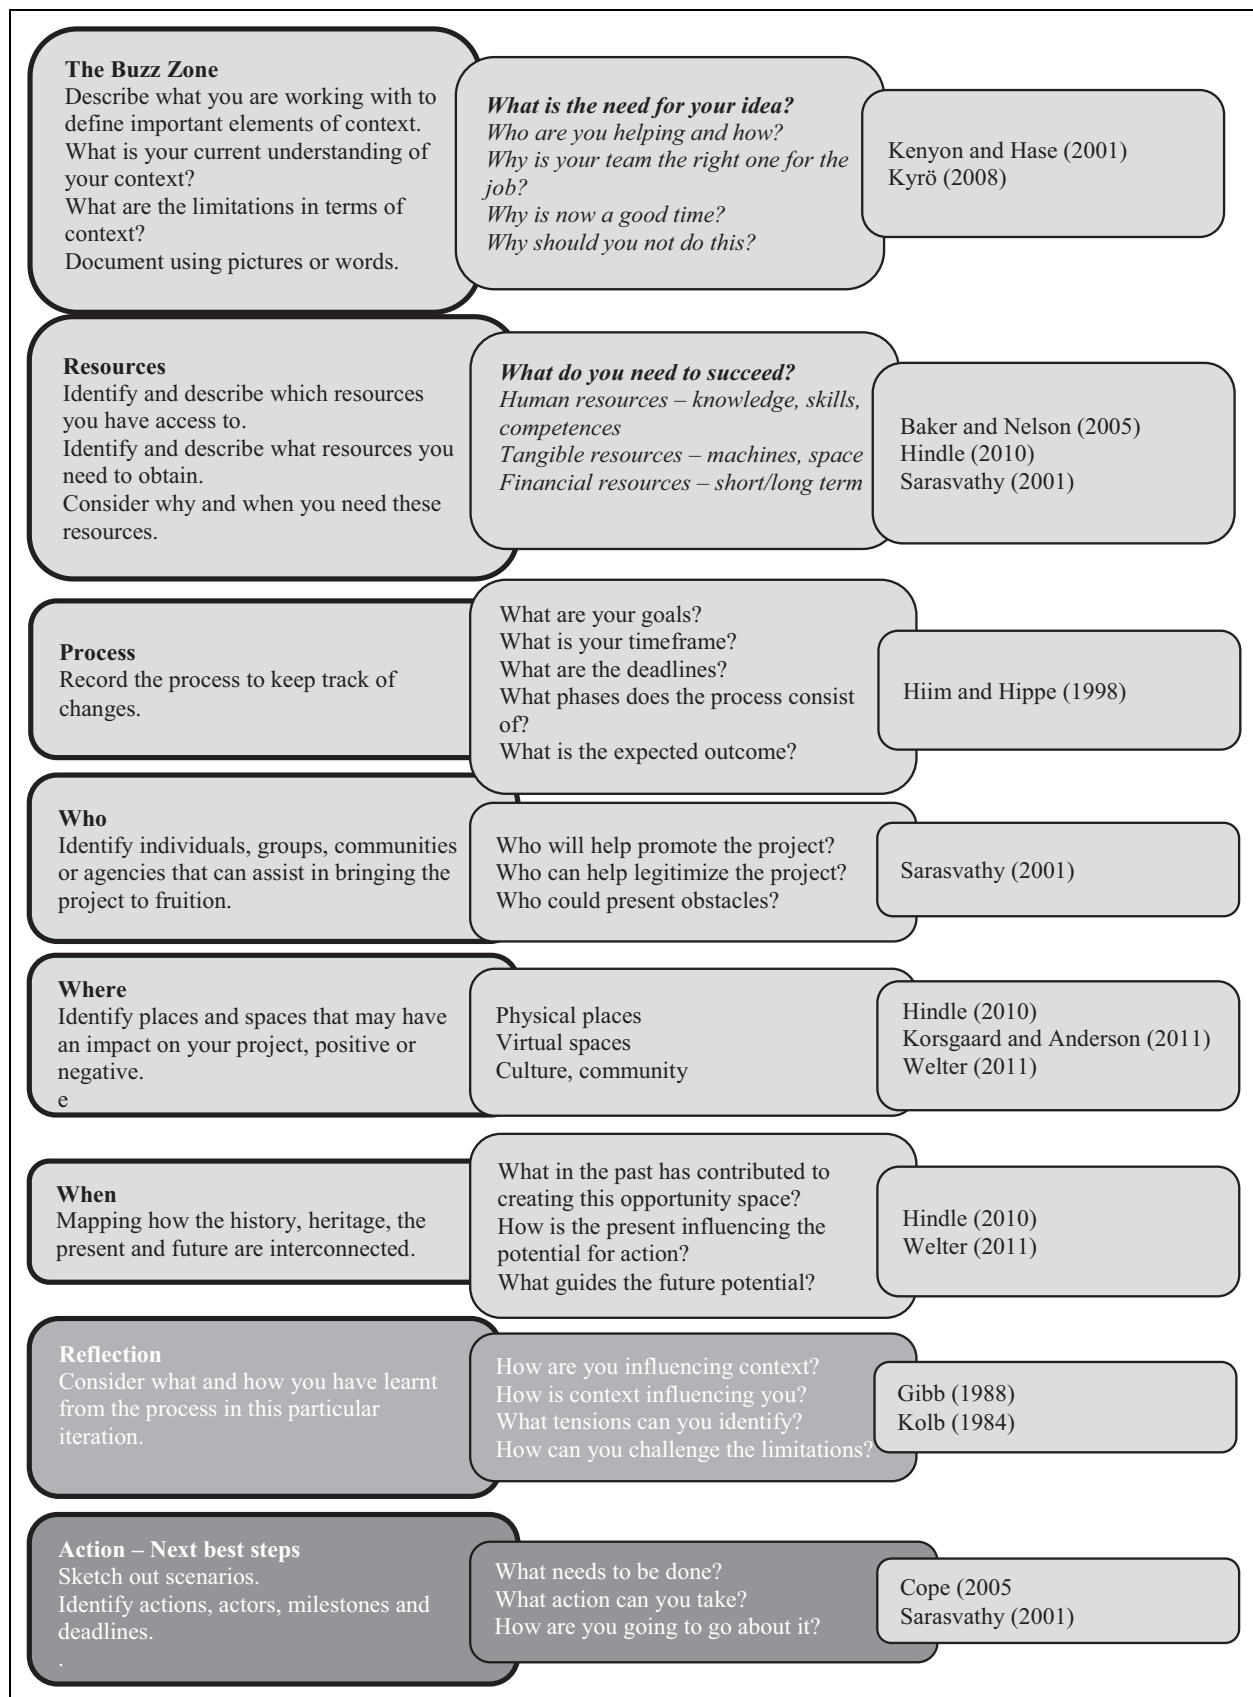 The Buzz Zone
Describe what you are working with to
define important elements of context.
What is your current understanding of
your context?
What are the limitations in terms of
context?
Document using pictures or words.
What is the need for your idea?
Who are you helping and how?
Why is your team the right one for the
job?
Why is now a good time?
Why should you not do this?
Kenyon and Hase (2001)
Kyrö (2008)
Resources
Identify and describe which resources
you have access to.
Identify and describe what resources you
need to obtain.
Consider why and when you need these
resources.
What do you need to succeed?
Human resources – knowledge, skills,
competences
Tangible resources – machines, space
Financial resources – short/long term
Baker and Nelson (2005)
Hindle (2010)
Sarasvathy (2001)
Process
Record the process to keep track of
changes.
What are your goals?
What is your timeframe?
What are the deadlines?
What phases does the process consist
of?
What is the expected outcome?
Hiim and Hippe (1998)
Who
Identify individuals, groups, communities
or agencies that can assist in bringing the
project to fruition.
Who will help promote the project?
Who can help legitimize the project?
Who could present obstacles?
Sarasvathy (2001)
Where
Identify places and spaces that may have
an impact on your project, positive or
negative.
e
Physical places
Virtual spaces
Culture, community
Hindle (2010)
Korsgaard and Anderson (2011)
Welter (2011)
When
Mapping how the history, heritage, the
present and future are interconnected.
What in the past has contributed to
creating this opportunity space?
How is the present influencing the
potential for action?
What guides the future potential?
Hindle (2010)
Welter (2011)
Reflection
Consider what and how you have learnt
from the process in this particular
iteration.
How are you influencing context?
How is context influencing you?
What tensions can you identify?
How can you challenge the limitations?
Gibb (1988)
Kolb (1984)
Action – Next best steps
Sketch out scenarios.
Identify actions, actors, milestones and
deadlines.
.
What needs to be done?
What action can you take?
How are you going to go about it?
Cope (2005
Sarasvathy (2001)